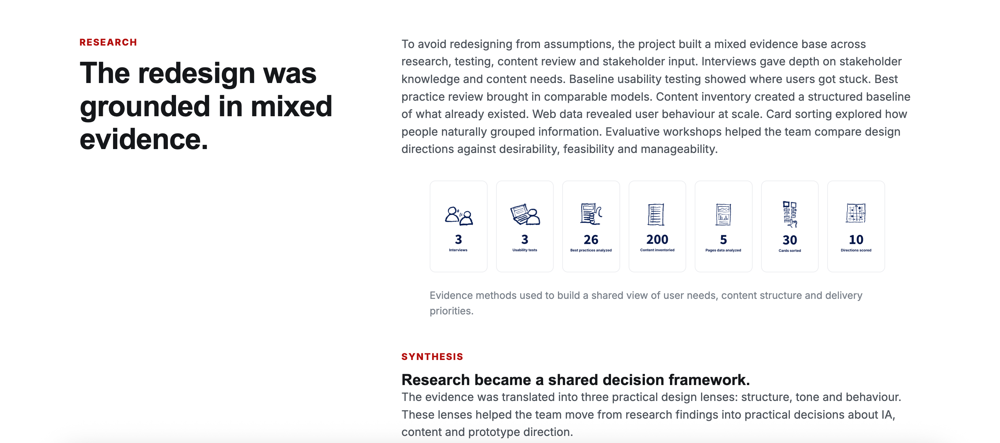 RESEARCH
The redesign was
grounded in mixed
evidence.
To avoid redesigning from assumptions, the project built a mixed evidence base across
research, testing, content review and stakeholder input. Interviews gave depth on stakeholder
knowledge and content needs. Baseline usability testing showed where users got stuck. Best
practice review brought in comparable models. Content inventory created a structured baseline
of what already existed. Web data revealed user behaviour at scale. Card sorting explored how
people naturally grouped information. Evaluative workshops helped the team compare design
directions against desirability, feasibility and manageability.
3
Interviews
3
Usability tests
26
Best practices analyzed
200
Content inventoried
5
Pages data analyzed
30
Cards sorted
10
Directions scored
Evidence methods used to build a shared view of user needs, content structure and delivery
priorities.
SYNTHESIS
Research became a shared decision framework.
The evidence was translated into three practical design lenses: structure, tone and behaviour.
These lenses helped the team move from research findings into practical decisions about IA,
content and prototype direction.